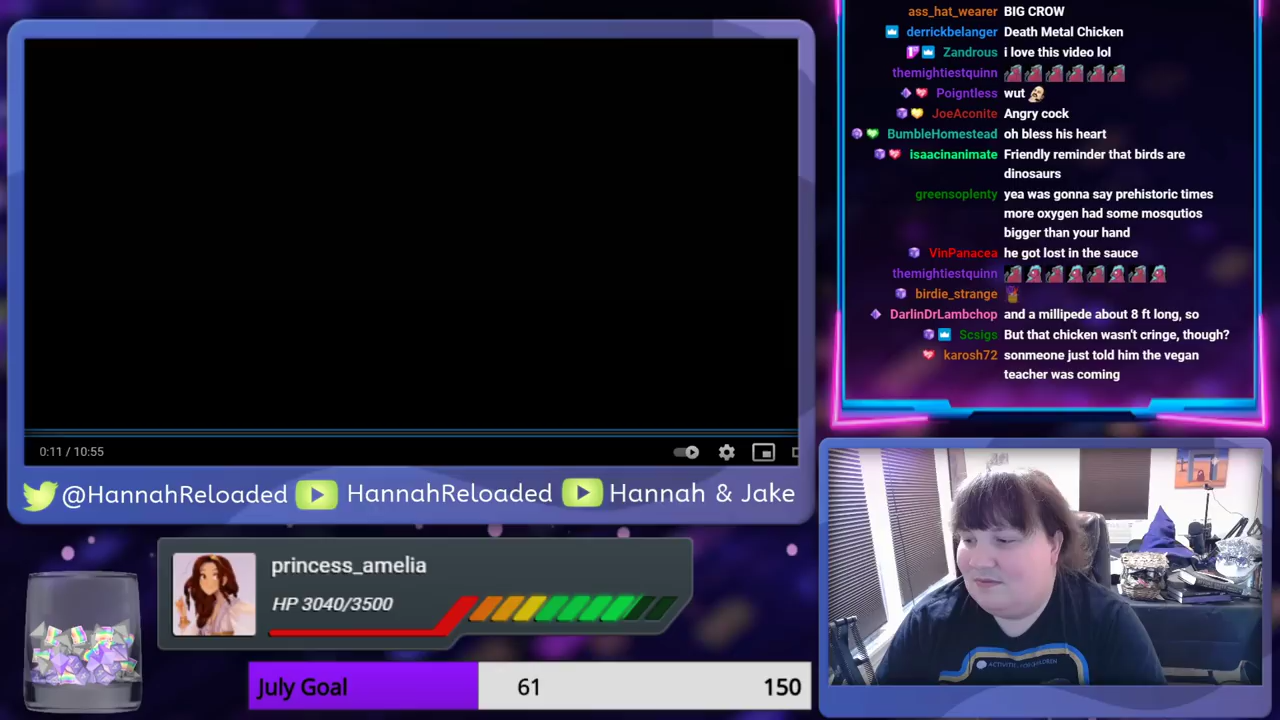 ass_hat_wearer BIG CROW
derrickbelanger Death Metal Chicken
Zandrous i love this video lol
themightiestquinn
Poigntless wut
JoeAconite Angry cock
BumbleHomestead oh bless his heart
isaacinanimate Friendly reminder that birds are
dinosaurs
greensoplenty yea was gonna say prehistoric times
more oxygen had some mosqutios
bigger than your hand
VinPanacea he got lost in the sauce
themightiestquinn
birdie_strange
DarlinDrLambchop and a millipede about 8 ft long, so
Scsigs But that chicken wasn't cringe, though?
karosh72 sonmeone just told him the vegan
teacher was coming
0:11 / 10:55
@HannahReloaded HannahReloaded Hannah & Jake
princess_amelia
HP 3040/3500
July Goal 61 150